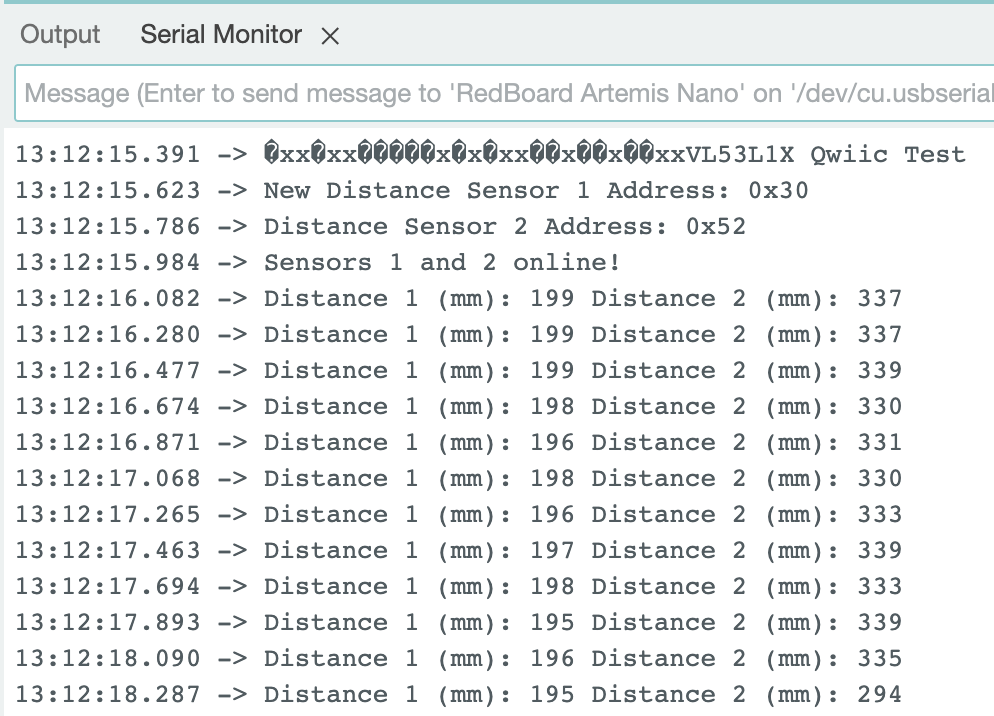 Output Serial Monitor ×
Message (Enter to send message to 'RedBoard Artemis Nano' on '/dev/cu.usbserial
13:12:15.391 -> �xx�xx�����x�x�xx��x��x��xxVL53L1X Qwiic Test
13:12:15.623 -> New Distance Sensor 1 Address: 0x30
13:12:15.786 -> Distance Sensor 2 Address: 0x52
13:12:15.984 -> Sensors 1 and 2 online!
13:12:16.082 -> Distance 1 (mm): 199 Distance 2 (mm): 337
13:12:16.280 -> Distance 1 (mm): 199 Distance 2 (mm): 337
13:12:16.477 -> Distance 1 (mm): 199 Distance 2 (mm): 339
13:12:16.674 -> Distance 1 (mm): 198 Distance 2 (mm): 330
13:12:16.871 -> Distance 1 (mm): 196 Distance 2 (mm): 331
13:12:17.068 -> Distance 1 (mm): 198 Distance 2 (mm): 330
13:12:17.265 -> Distance 1 (mm): 196 Distance 2 (mm): 333
13:12:17.463 -> Distance 1 (mm): 197 Distance 2 (mm): 339
13:12:17.694 -> Distance 1 (mm): 198 Distance 2 (mm): 333
13:12:17.893 -> Distance 1 (mm): 195 Distance 2 (mm): 339
13:12:18.090 -> Distance 1 (mm): 196 Distance 2 (mm): 335
13:12:18.287 -> Distance 1 (mm): 195 Distance 2 (mm): 294